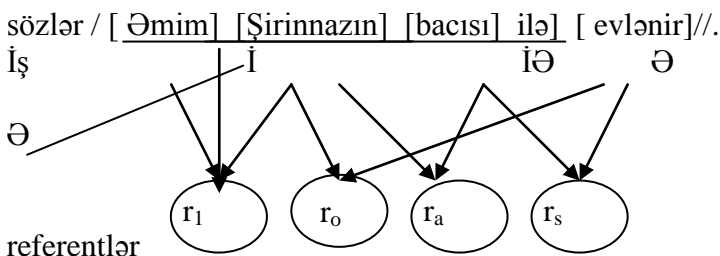 sözlər / [ Əmim] [Şirinnazın] [bacısı] ilə] [ evlənir]//.
İş İ İƏ Ə
Ə
r1 ro ra rs
referentlər